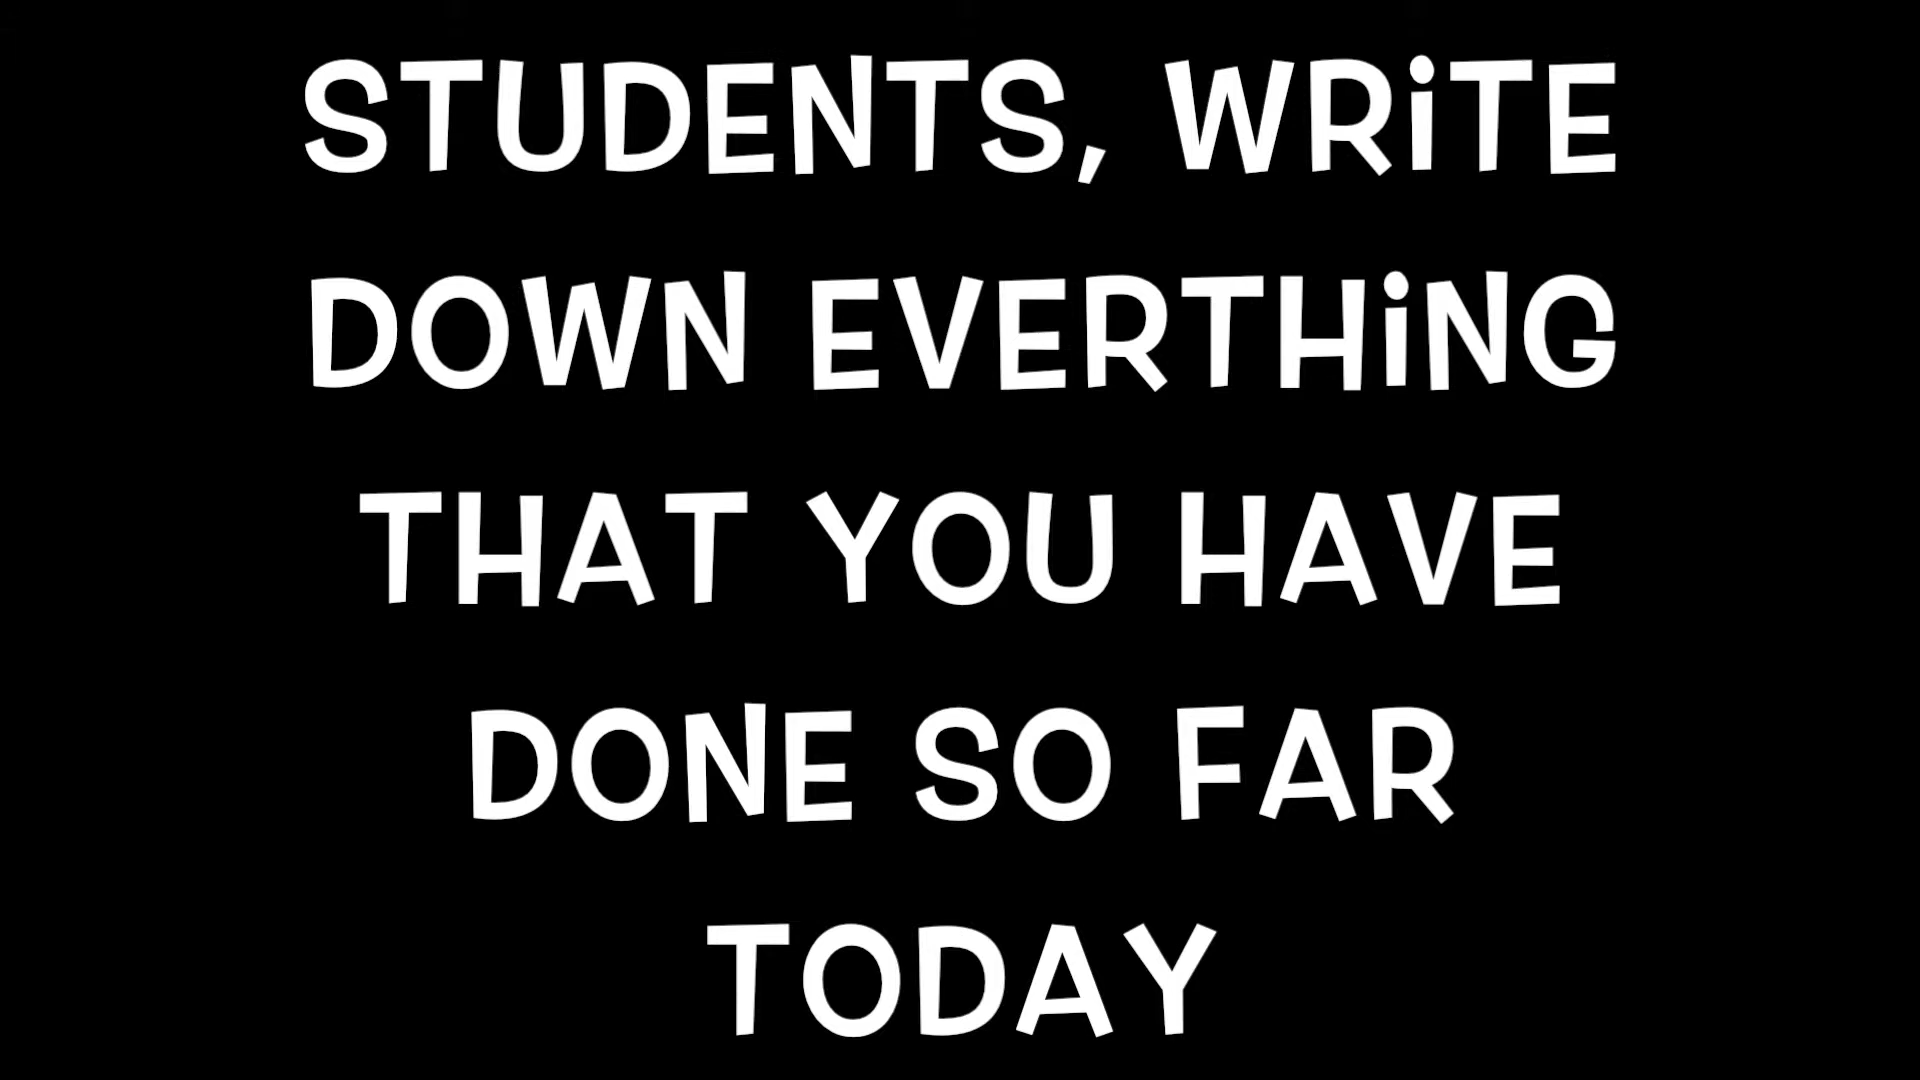 STUDENTS, WRiTE
DOWN EVERTHiNG
THAT YOU HAVE
DONE SO FAR
TODAY